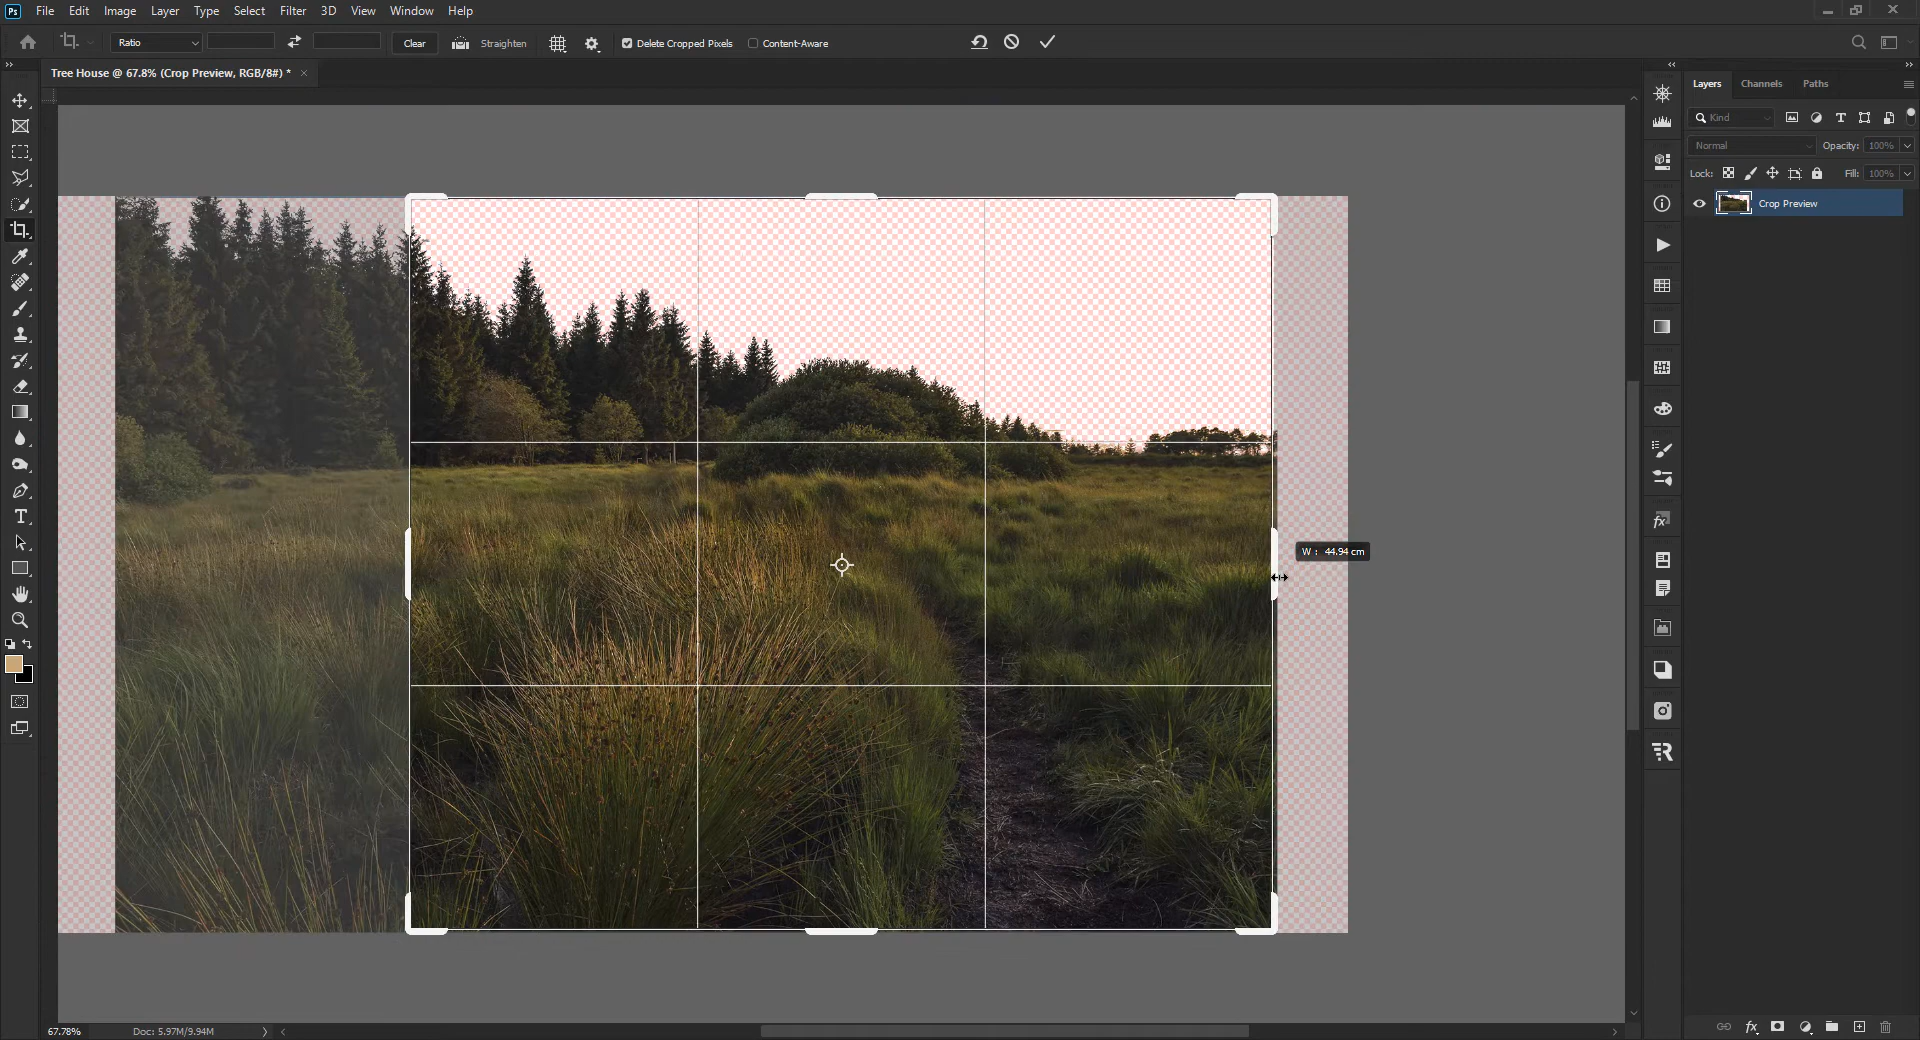 Ps File Edit Image Layer Type Select Filter 3D View Window Help
Ratio Clear Straighten Delete Cropped Pixels Content-Aware
Tree House @ 67.8% (Crop Preview, RGB/8#) * ×
Layers Channels Paths
Kind
Normal Opacity: 100%
Lock: Fill: 100%
Crop Preview
W : 44.94 cm
67.78% Doc: 5.97M/9.94M